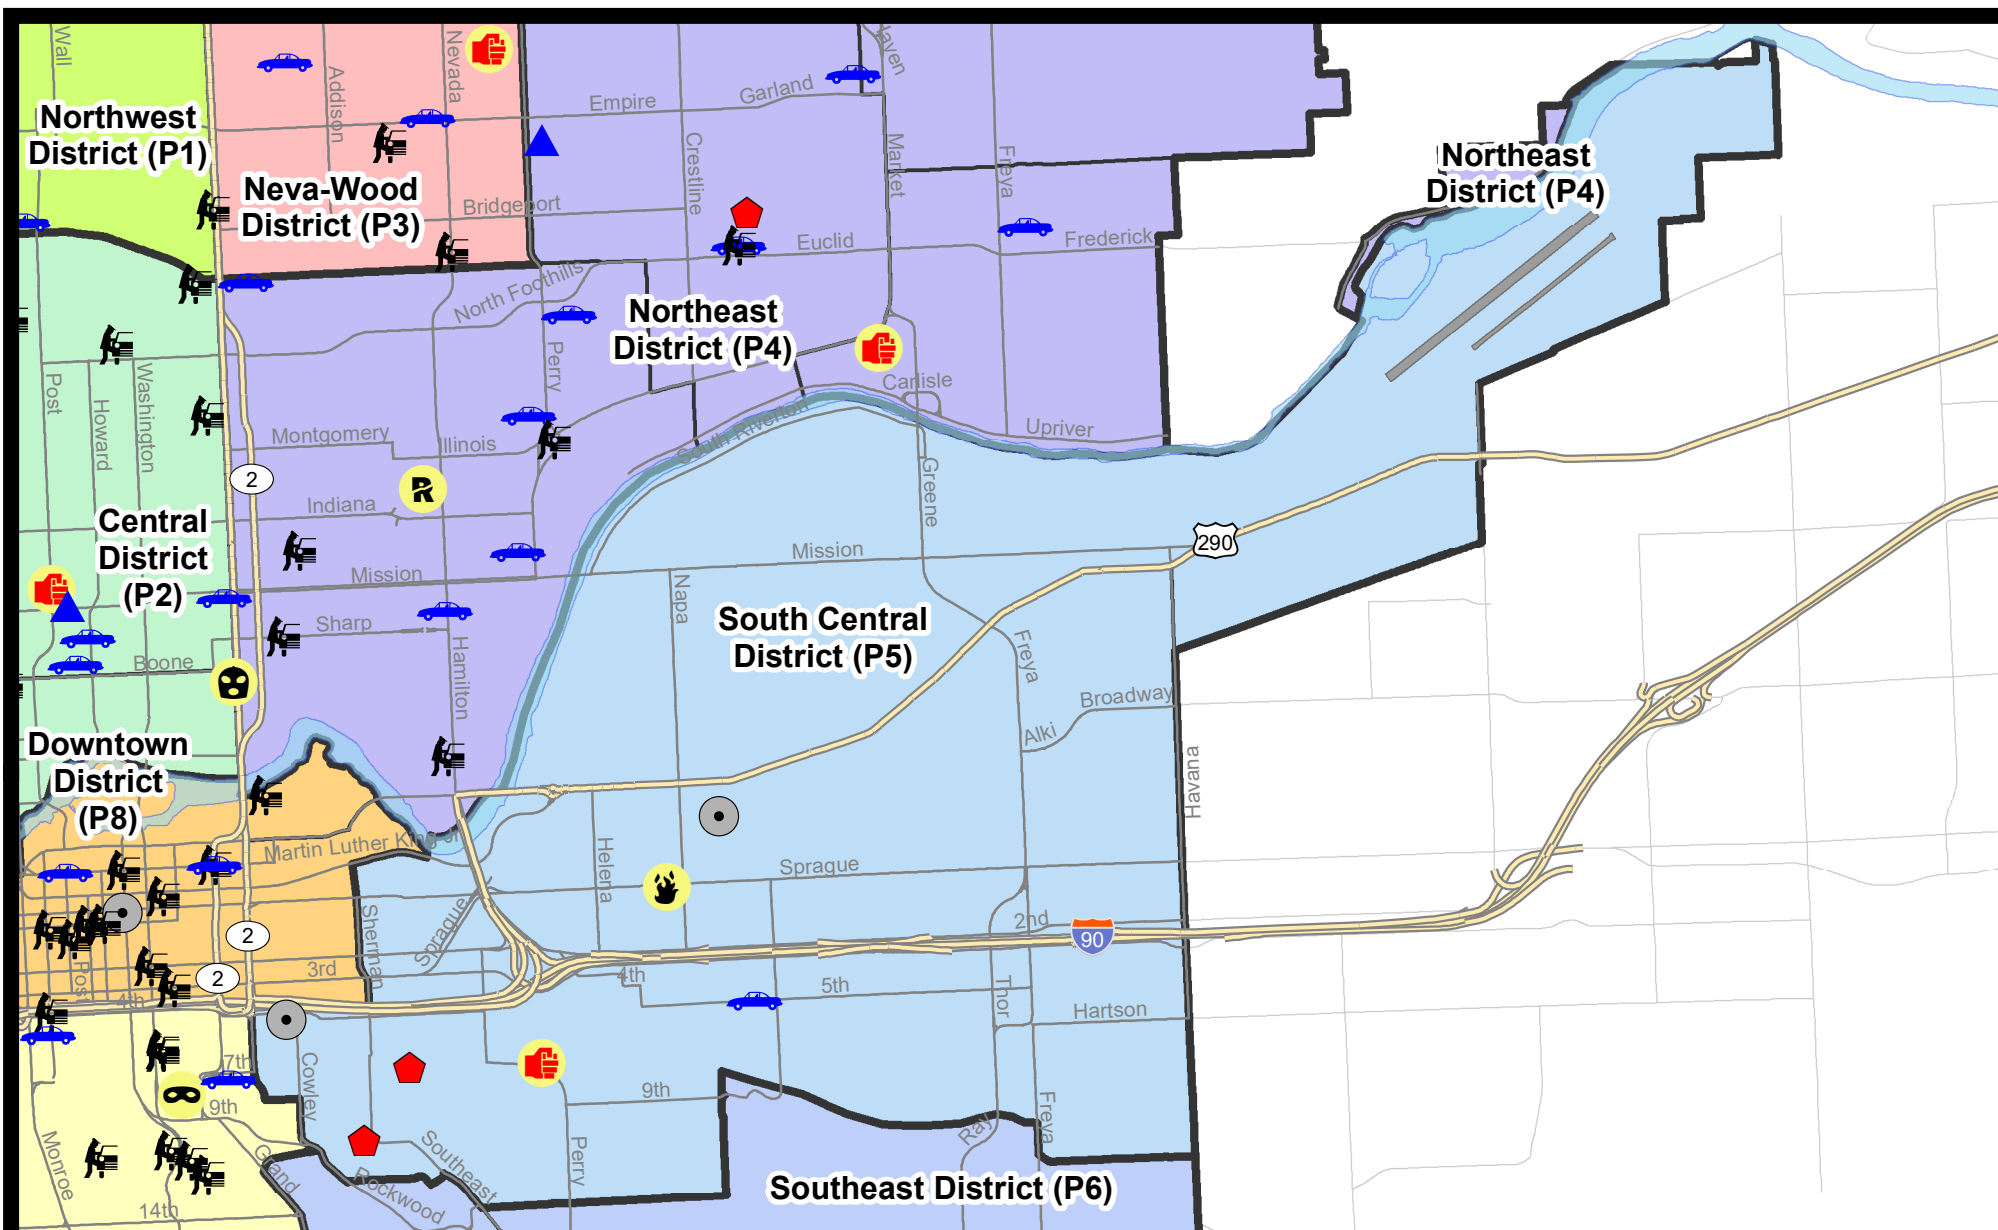 Wall
Nevada
Addison
Haven
Empire
Garland
Northwest
District (P1)
Neva-Wood
District (P3)
Bridgeport
Crestline
Market
Freya
Euclid
Frederick
Northeast
District (P4)
North Foothills
Northeast
District (P4)
Perry
Post
Howard
Washington
Carlisle
South Riverton
Upriver
Montgomery
Illinois
Greene
2
Indiana
Central
District
(P2)
290
Mission
Mission
Napa
South Central
District (P5)
Sharp
Hamilton
Freya
Boone
Broadway
Alki
Havana
Downtown
District
(P8)
Martin Luther King Jr
Helena
Sprague
Sherman
Sprague
2nd
90
2
2
3rd
Post
4th
4th
5th
Thor
Hartson
7th
Cowley
9th
9th
Freya
Ray
Monroe
Grand
Southeast
Rockwood
Perry
Southeast District (P6)
14th